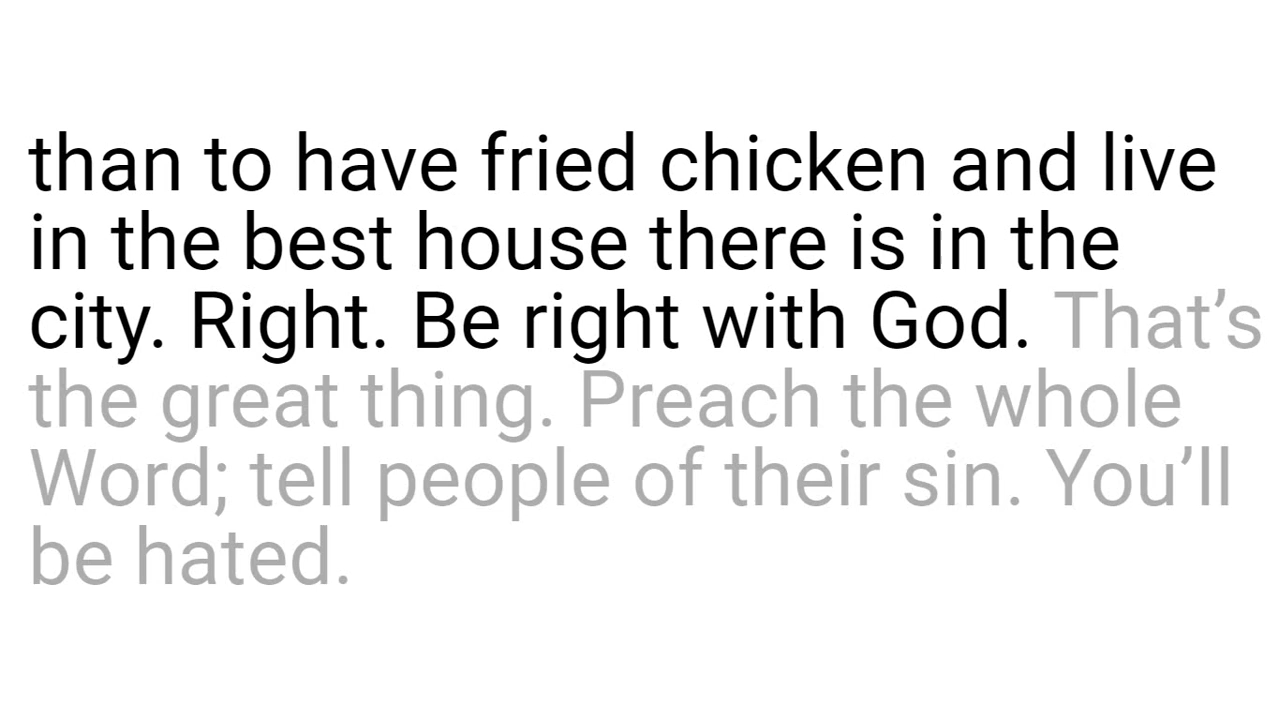 than to have fried chicken and live
in the best house there is in the
city. Right. Be right with God. That’s
the great thing. Preach the whole
Word; tell people of their sin. You’ll
be hated.